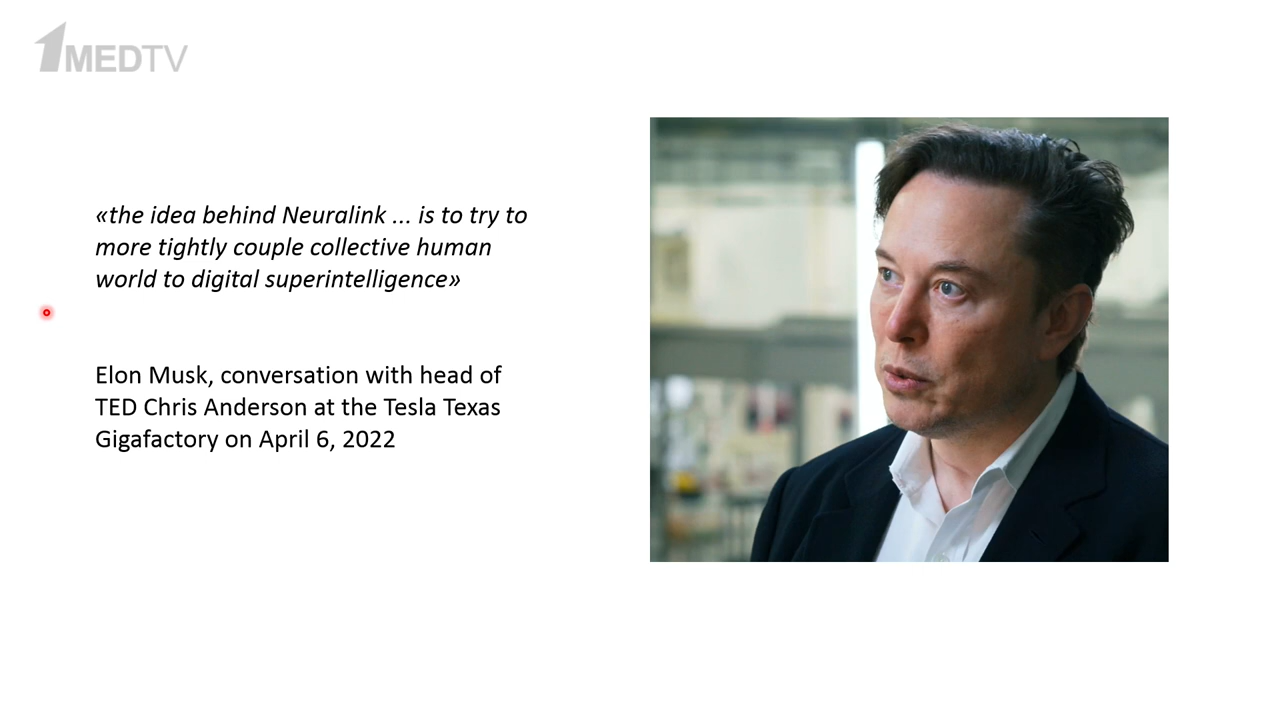 1MEDTV
«the idea behind Neuralink ... is to try to
more tightly couple collective human
world to digital superintelligence»
Elon Musk, conversation with head of
TED Chris Anderson at the Tesla Texas
Gigafactory on April 6, 2022